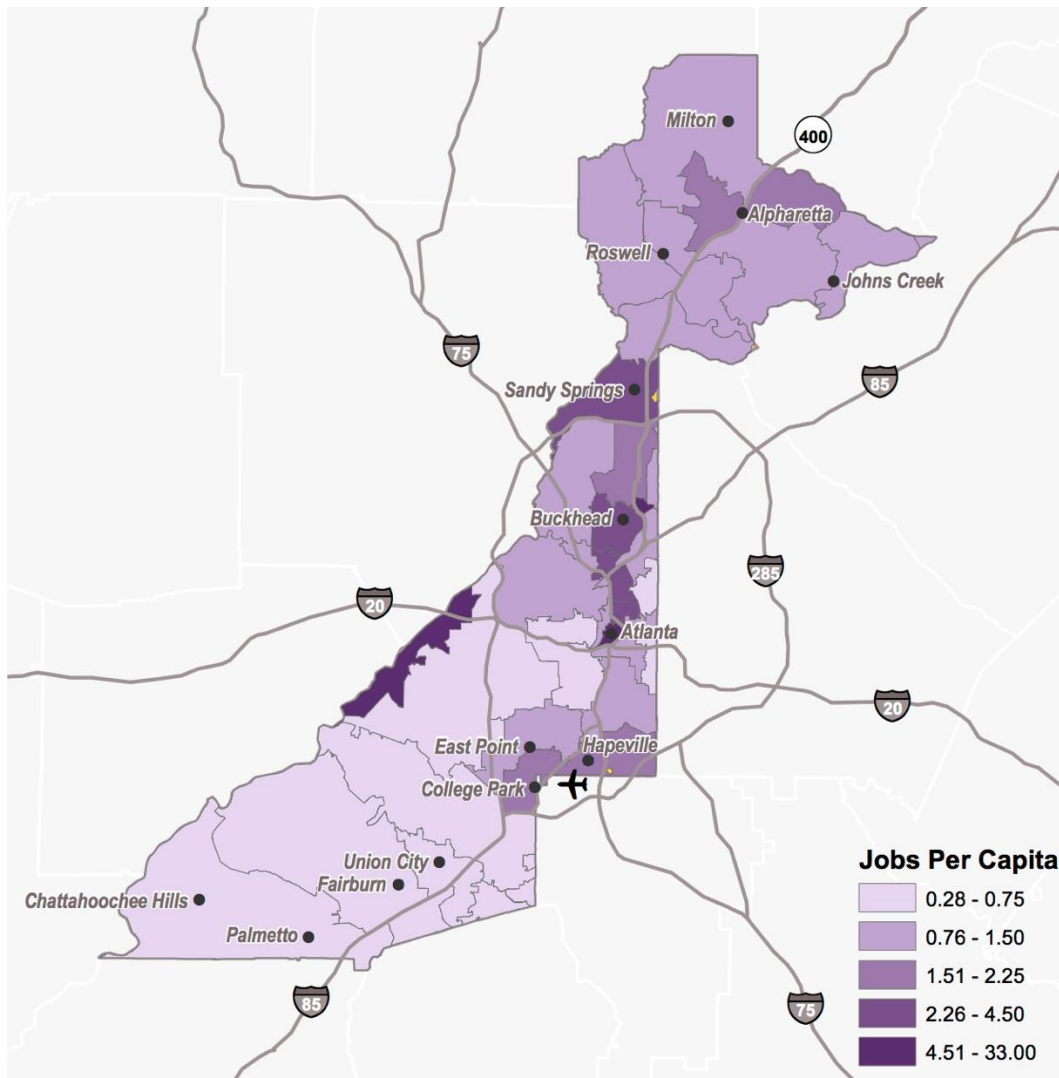 Milton
400
Alpharetta
Roswell
Johns Creek
75
85
Sandy Springs
Buckhead
285
20
Atlanta
20
East Point
Hapeville
College Park
Union City
Fairburn
Chattahoochee Hills
Palmetto
85
75
Jobs Per Capita
0.28 - 0.75
0.76 - 1.50
1.51 - 2.25
2.26 - 4.50
4.51 - 33.00